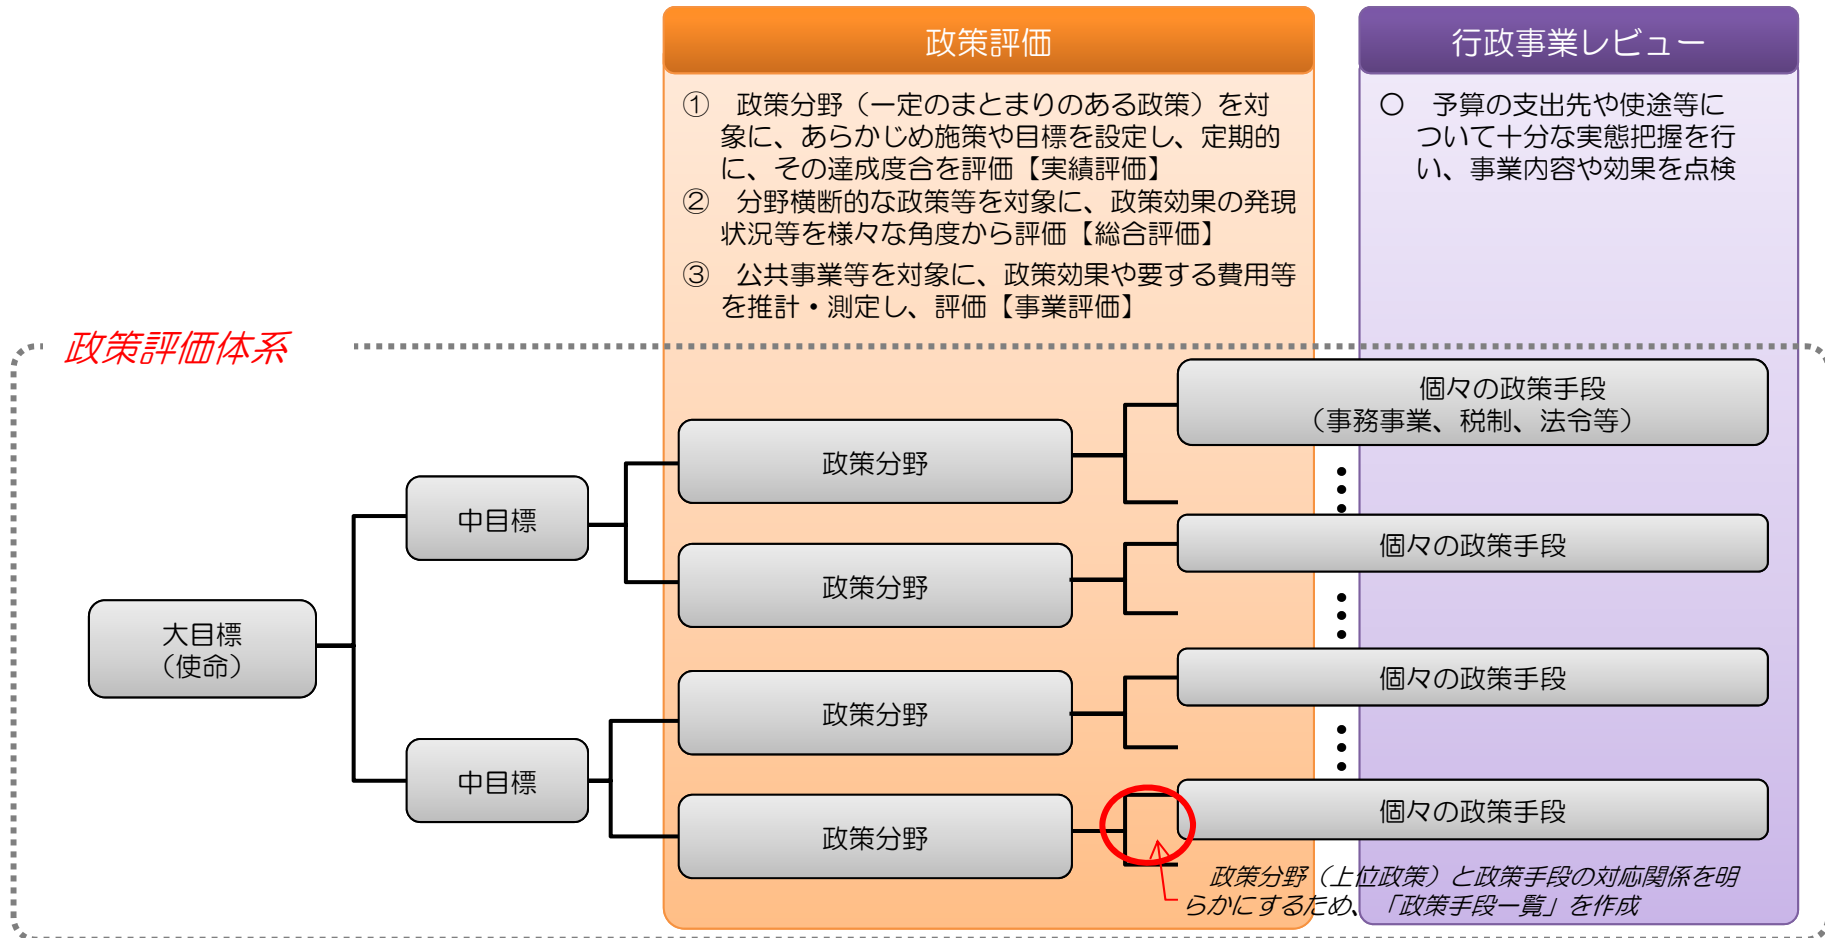 政策評価
行政事業レビュー
① 政策分野（一定のまとまりのある政策）を対
象に、あらかじめ施策や目標を設定し、定期的
に、その達成度合を評価【実績評価】
② 分野横断的な政策等を対象に、政策効果の発現
状況等を様々な角度から評価【総合評価】
③ 公共事業等を対象に、政策効果や要する費用等
を推計・測定し、評価【事業評価】
○ 予算の支出先や使途等に
ついて十分な実態把握を行
い、事業内容や効果を点検
政策評価体系
個々の政策手段
（事務事業、税制、法令等）
政策分野
中目標
個々の政策手段
政策分野
大目標
（使命）
個々の政策手段
政策分野
中目標
個々の政策手段
政策分野
政策分野（上位政策）と政策手段の対応関係を明
らかにするため、「政策手段一覧」を作成